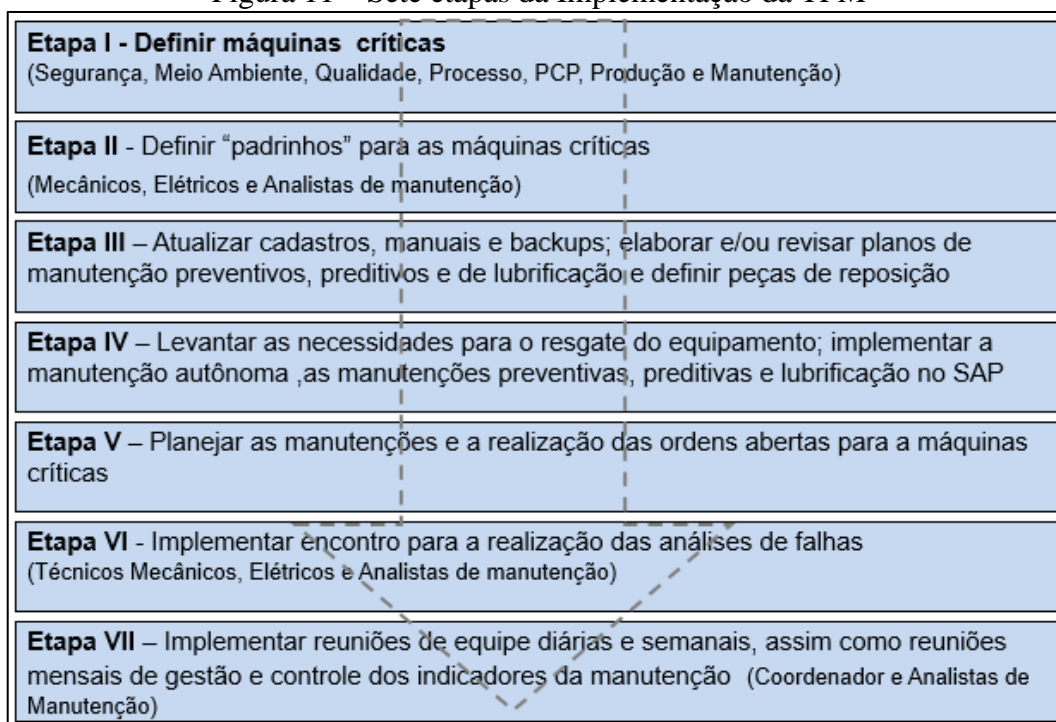 Figura 11 – Sete etapas da Implementação da TPM
Etapa I - Definir máquinas críticas
(Segurança, Meio Ambiente, Qualidade, Processo, PCP, Produção e Manutenção)
Etapa II - Definir “padrinhos” para as máquinas críticas
(Mecânicos, Elétricos e Analistas de manutenção)
Etapa III – Atualizar cadastros, manuais e backups; elaborar e/ou revisar planos de
manutenção preventivos, preditivos e de lubrificação e definir peças de reposição
Etapa IV – Levantar as necessidades para o resgate do equipamento; implementar a
manutenção autônoma ,as manutenções preventivas, preditivas e lubrificação no SAP
Etapa V – Planejar as manutenções e a realização das ordens abertas para a máquinas
críticas
Etapa VI - Implementar encontro para a realização das análises de falhas
(Técnicos Mecânicos, Elétricos e Analistas de manutenção)
Etapa VII – Implementar reuniões de equipe diárias e semanais, assim como reuniões
mensais de gestão e controle dos indicadores da manutenção (Coordenador e Analistas de
Manutenção)